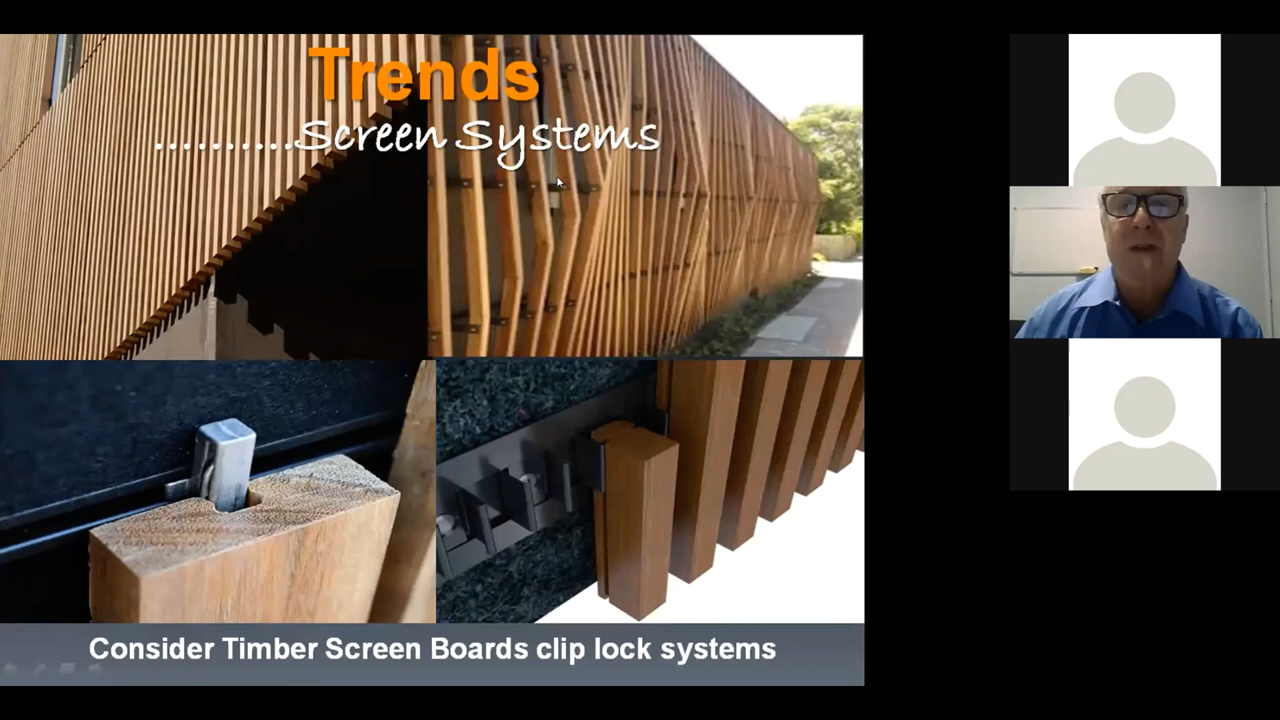 Trends
..........Screen Systems
Consider Timber Screen Boards clip lock systems